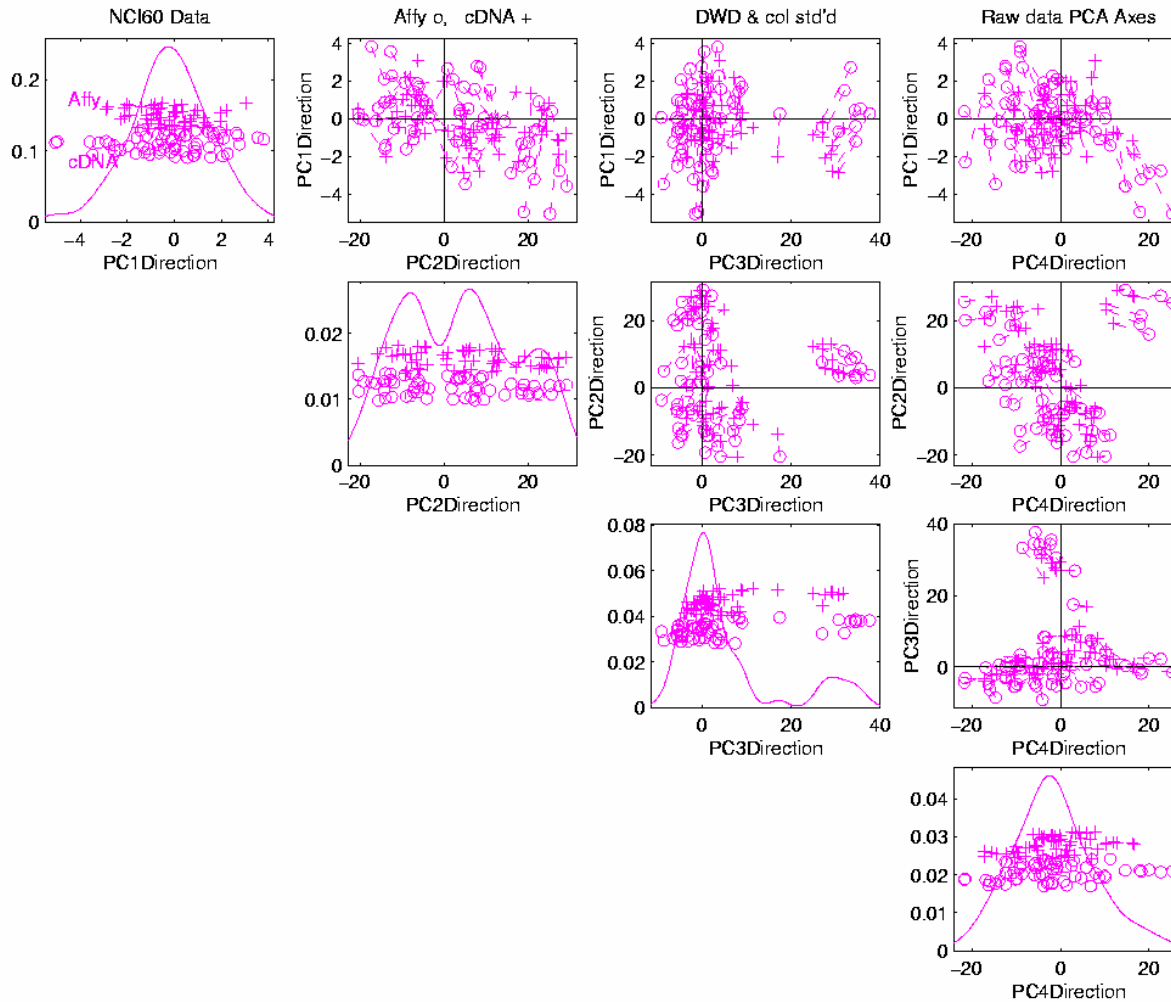 NCI60 Data
Affy o, cDNA +
DWD & col std'd
Raw data PCA Axes
0.2
0.1
0
Affy
cDNA
−4 −2 0 2 4
PC1Direction
4
2
0
−2
−4
PC1Direction
−20 0 20
PC2Direction
4
2
0
−2
−4
PC1Direction
0 20 40
PC3Direction
4
2
0
−2
−4
PC1Direction
−20 0 20
PC4Direction
0.02
0.01
0
−20 0 20
PC2Direction
20
0
−20
PC2Direction
0 20 40
PC3Direction
20
0
−20
PC2Direction
−20 0 20
PC4Direction
0.08
0.06
0.04
0.02
0
0 20 40
PC3Direction
40
20
0
PC3Direction
−20 0 20
PC4Direction
0.04
0.03
0.02
0.01
0
−20 0 20
PC4Direction